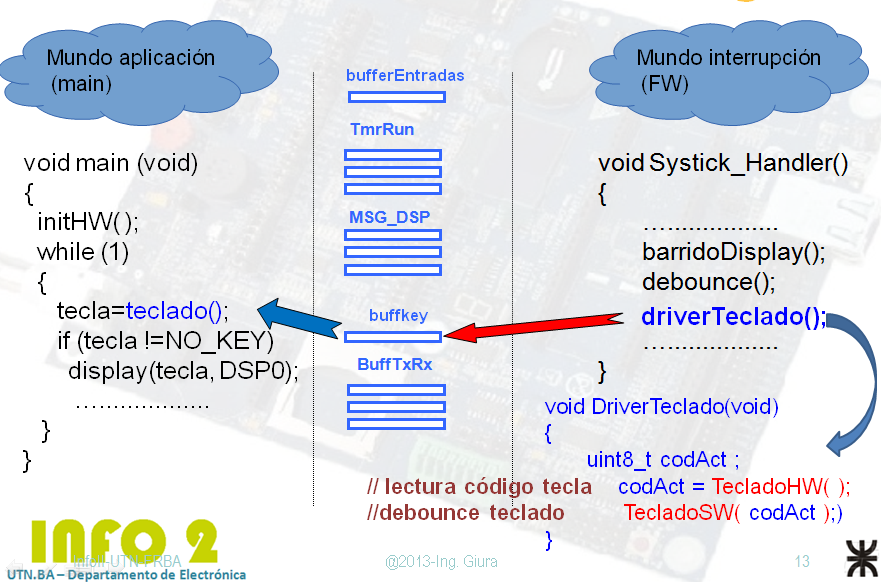 Mundo aplicación
(main)
void main (void)
{
initHW( );
while (1)
{
tecla=teclado();
if (tecla !=NO_KEY)
display(tecla, DSP0);
.....................
}
}
bufferEntradas
TmrRun
MSG_DSP
buffkey
BuffTxRx
Mundo interrupción
(FW)
void Systick_Handler()
{
.....................
barridoDisplay();
debounce();
driverTeclado();
.....................
}
void DriverTeclado(void)
{
uint8_t codAct ;
// lectura código tecla codAct = TecladoHW( );
//debounce teclado TecladoSW( codAct );)
}
INFO 2
InfoII-UTN-FRBA
UTN.BA – Departamento de Electrónica
@2013-Ing. Giura
13